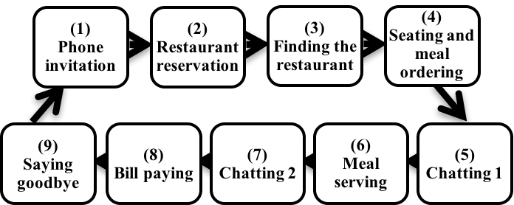 (1)
Phone
invitation
(2)
Restaurant
reservation
(3)
Finding the
restaurant
(4)
Seating and
meal
ordering
(5)
Chatting 1
(6)
Meal
serving
(7)
Chatting 2
(8)
Bill paying
(9)
Saying
goodbye